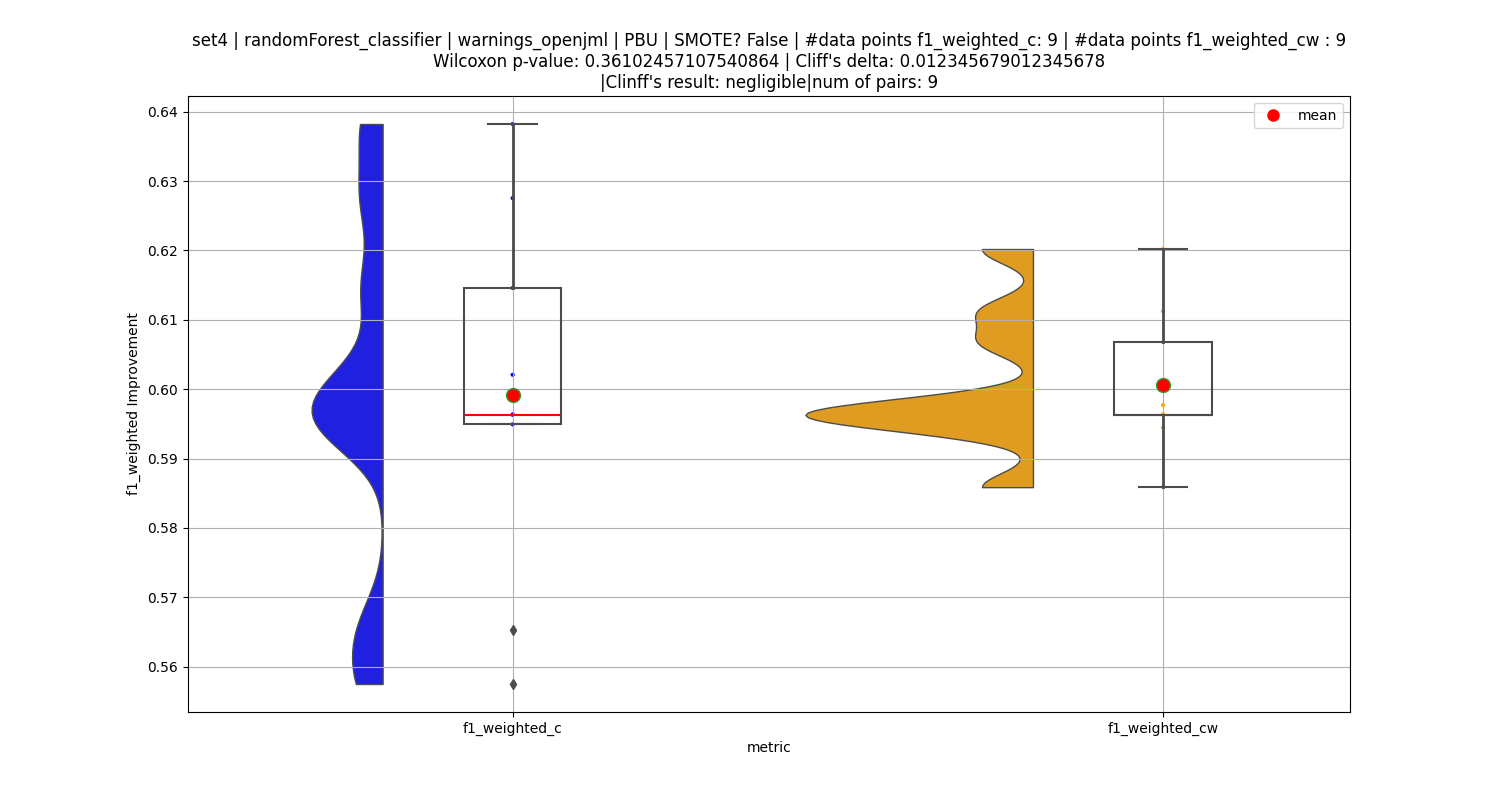 set4 | randomForest_classifier | warnings_openjml | PBU | SMOTE? False | #data points f1_weighted_c: 9 | #data points f1_weighted_cw : 9
Wilcoxon p-value: 0.36102457107540864 | Cliff's delta: 0.012345679012345678
|Clinff's result: negligible|num of pairs: 9
mean
0.64
0.63
0.62
0.61
0.60
0.59
0.58
0.57
0.56
f1_weighted Improvement
f1_weighted_c
f1_weighted_cw
metric